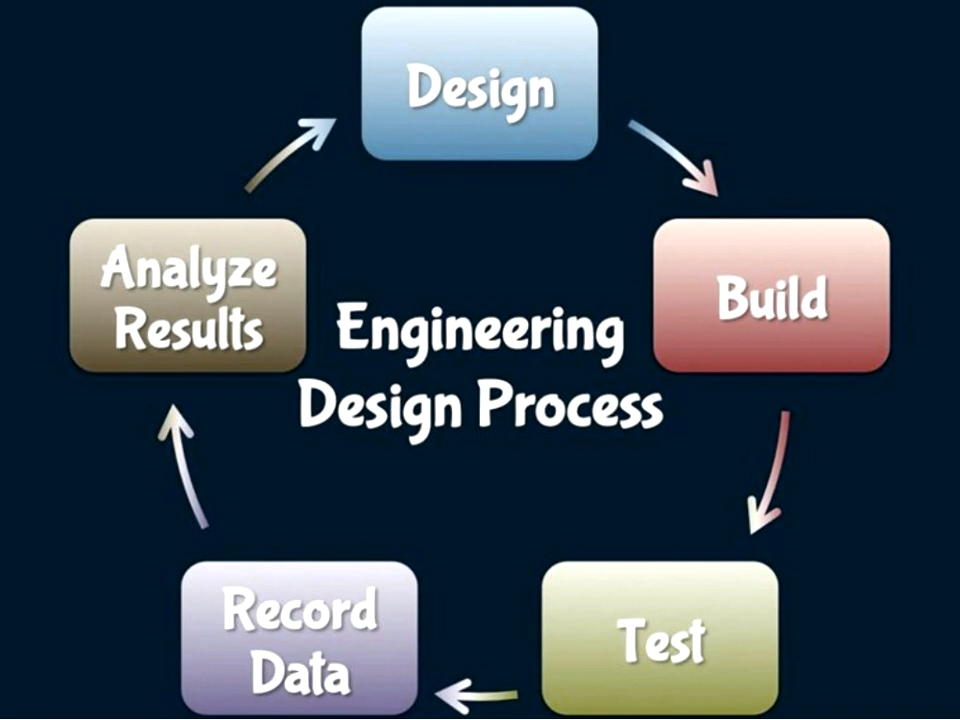 Design
Build
Test
Record
Data
Analyze
Results
Engineering
Design Process